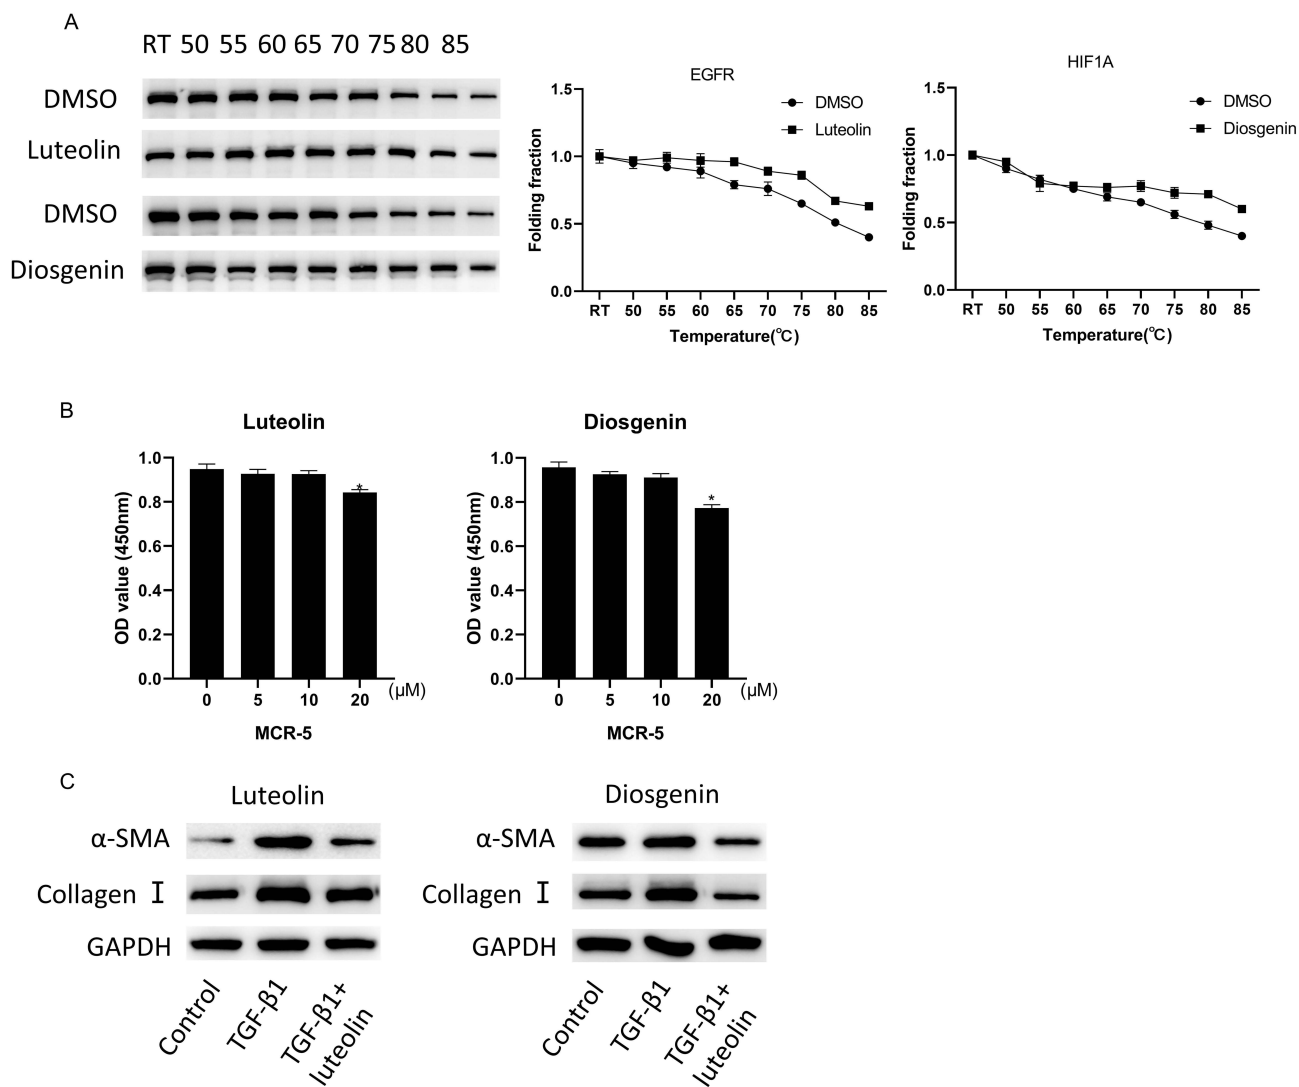 A
RT 50 55 60 65 70 75 80 85
DMSO
Luteolin
DMSO
Diosgenin
EGFR
DMSO
Luteolin
Folding fraction
1.5
1.0
0.5
0.0
RT 50 55 60 65 70 75 80 85
Temperature(℃)
HIF1A
DMSO
Diosgenin
Folding fraction
1.5
1.0
0.5
0.0
RT 50 55 60 65 70 75 80 85
Temperature(℃)
B
Luteolin
OD value (450nm)
1.0
0.8
0.6
0.4
0.2
0.0
*
0 5 10 20 (μM)
MCR-5
Diosgenin
OD value (450nm)
1.0
0.8
0.6
0.4
0.2
0.0
*
0 5 10 20 (μM)
MCR-5
C
Luteolin
α-SMA
Collagen Ⅰ
GAPDH
Control
TGF-β1
TGF-β1+
luteolin
Diosgenin
α-SMA
Collagen Ⅰ
GAPDH
Control
TGF-β1
TGF-β1+
luteolin